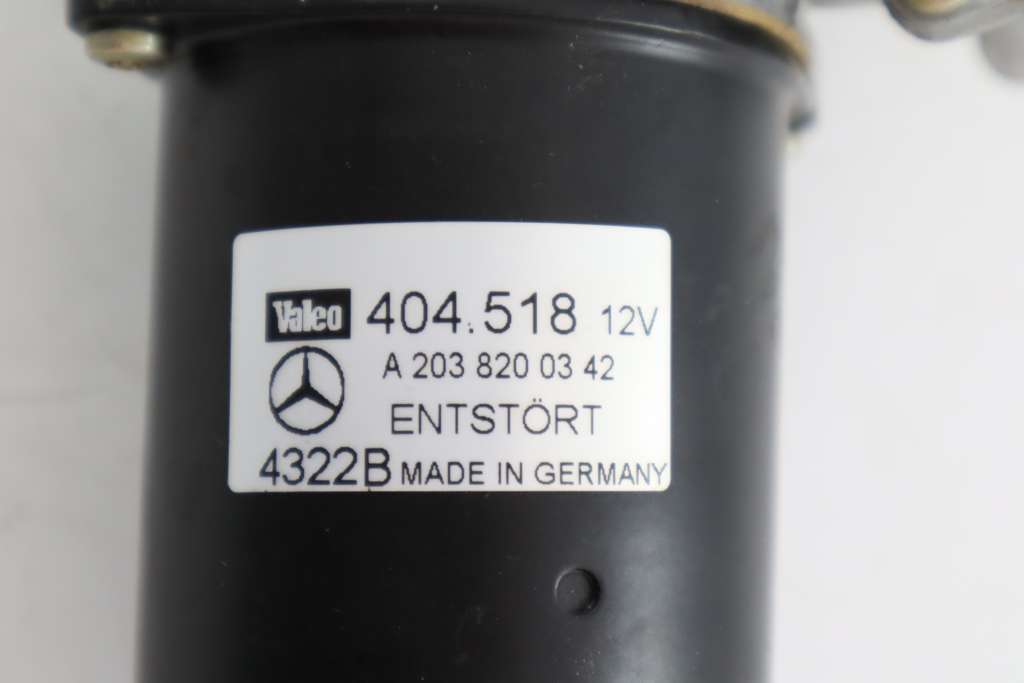 Valeo 404.518 12V
A 203 820 03 42
ENTSTÖRT
4322B MADE IN GERMANY